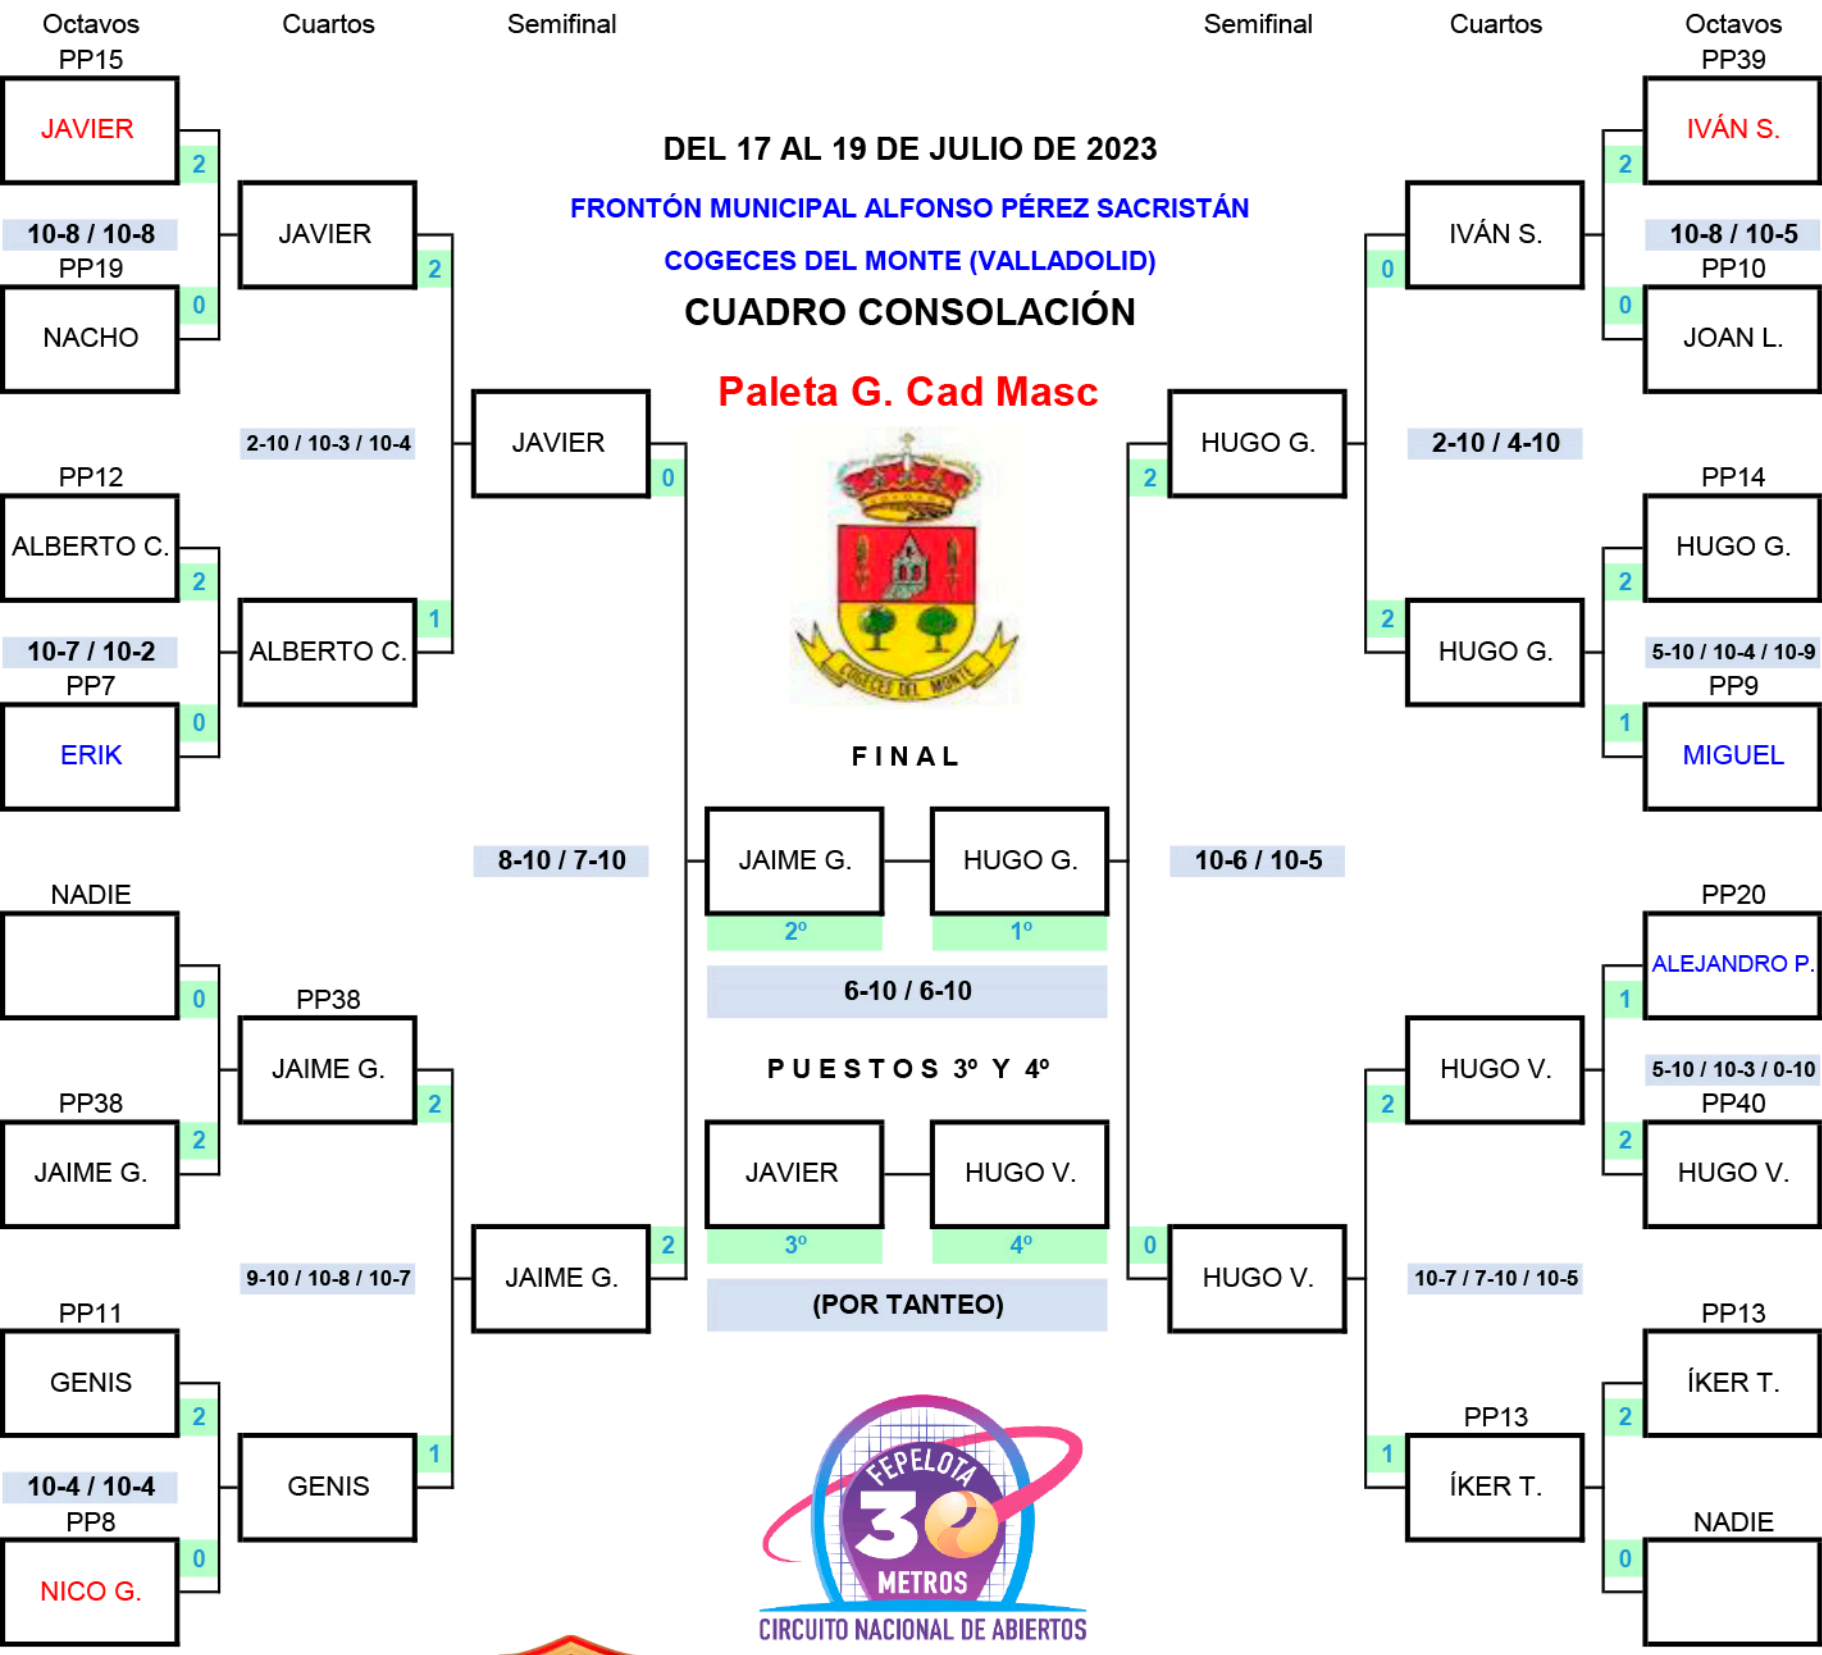 Octavos Cuartos Semifinal Semifinal Cuartos Octavos
PP15 PP39
JAVIER IVÁN S.
DEL 17 AL 19 DE JULIO DE 2023
2 2
FRONTÓN MUNICIPAL ALFONSO PÉREZ SACRISTÁN
10-8 / 10-8 JAVIER IVÁN S. 10-8 / 10-5
COGECES DEL MONTE (VALLADOLID)
PP19 2 0 PP10
0 0
CUADRO CONSOLACIÓN
NACHO JOAN L.
Paleta G. Cad Masc
2-10 / 10-3 / 10-4 JAVIER HUGO G. 2-10 / 4-10
PP12 0 2 PP14
ALBERTO C. HUGO G.
2 2
1 2
10-7 / 10-2 ALBERTO C. HUGO G. 5-10 / 10-4 / 10-9
COGECES DEL MONTE
PP7 PP9
0 1
ERIK MIGUEL
FINAL
8-10 / 7-10 JAIME G. HUGO G. 10-6 / 10-5
NADIE PP20
2º 1º
ALEJANDRO P.
6-10 / 6-10
0 PP38 1
JAIME G. HUGO V. 5-10 / 10-3 / 0-10
PUESTOS 3º Y 4º
PP38 2 2 PP40
2 2
JAIME G. JAVIER HUGO V. HUGO V.
2 3º 4º 0
9-10 / 10-8 / 10-7 JAIME G. HUGO V. 10-7 / 7-10 / 10-5
(POR TANTEO)
PP11 PP13
GENIS ÍKER T.
2 PP13 2
1 1
10-4 / 10-4 GENIS ÍKER T.
FEPELOTA
30
PP8 NADIE
0 0
METROS
NICO G.
CIRCUITO NACIONAL DE ABIERTOS